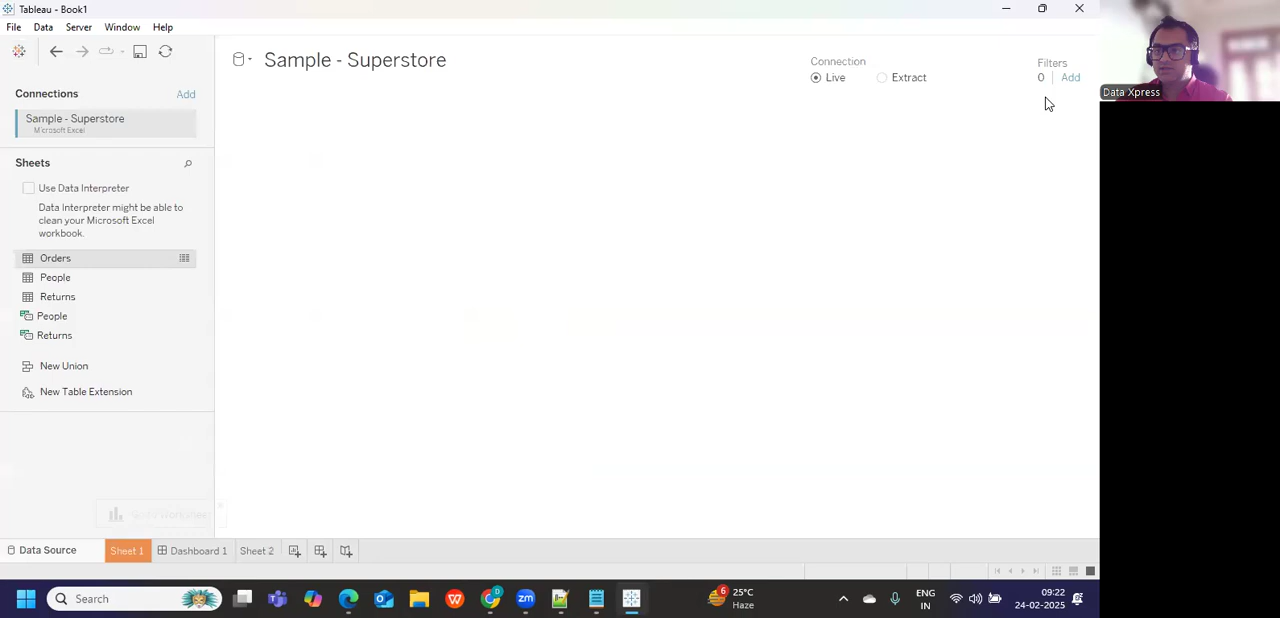 Tableau - Book1
File Data Server Window Help
Sample - Superstore
Connection
Live Extract
Filters
0 Add
Data Xpress
Connections Add
Sample - Superstore
Microsoft Excel
Sheets
Use Data Interpreter
Data Interpreter might be able to
clean your Microsoft Excel
workbook.
Orders
People
Returns
People
Returns
New Union
New Table Extension
Data Source Sheet 1 Dashboard 1 Sheet 2
Search
6
25°C
Haze
ENG
IN
09:22
24-02-2025